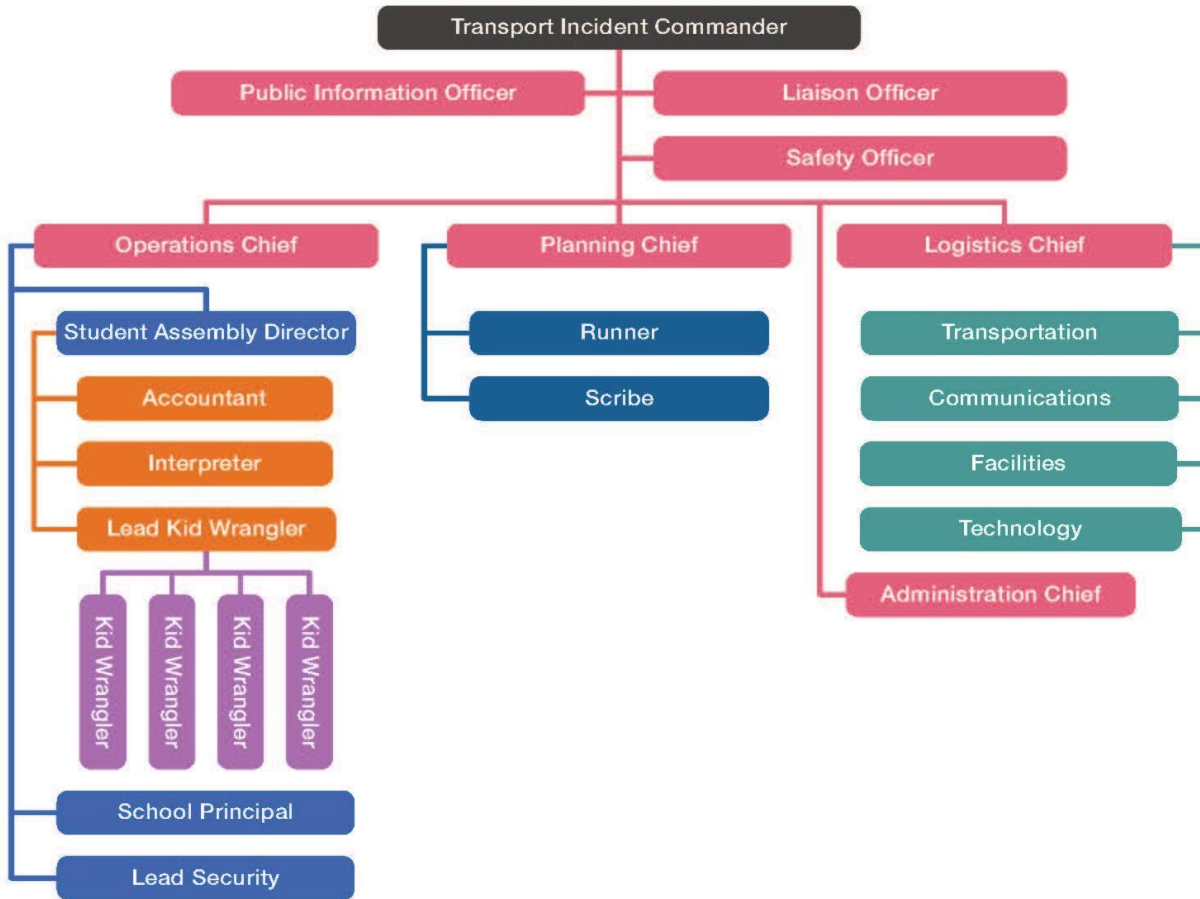 Transport Incident Commander
Public Information Officer
Liaison Officer
Safety Officer
Operations Chief
Planning Chief
Logistics Chief
Student Assembly Director
Runner
Transportation
Accountant
Scribe
Communications
Interpreter
Facilities
Lead Kid Wrangler
Technology
Administration Chief
Kid Wrangler
Kid Wrangler
Kid Wrangler
Kid Wrangler
School Principal
Lead Security